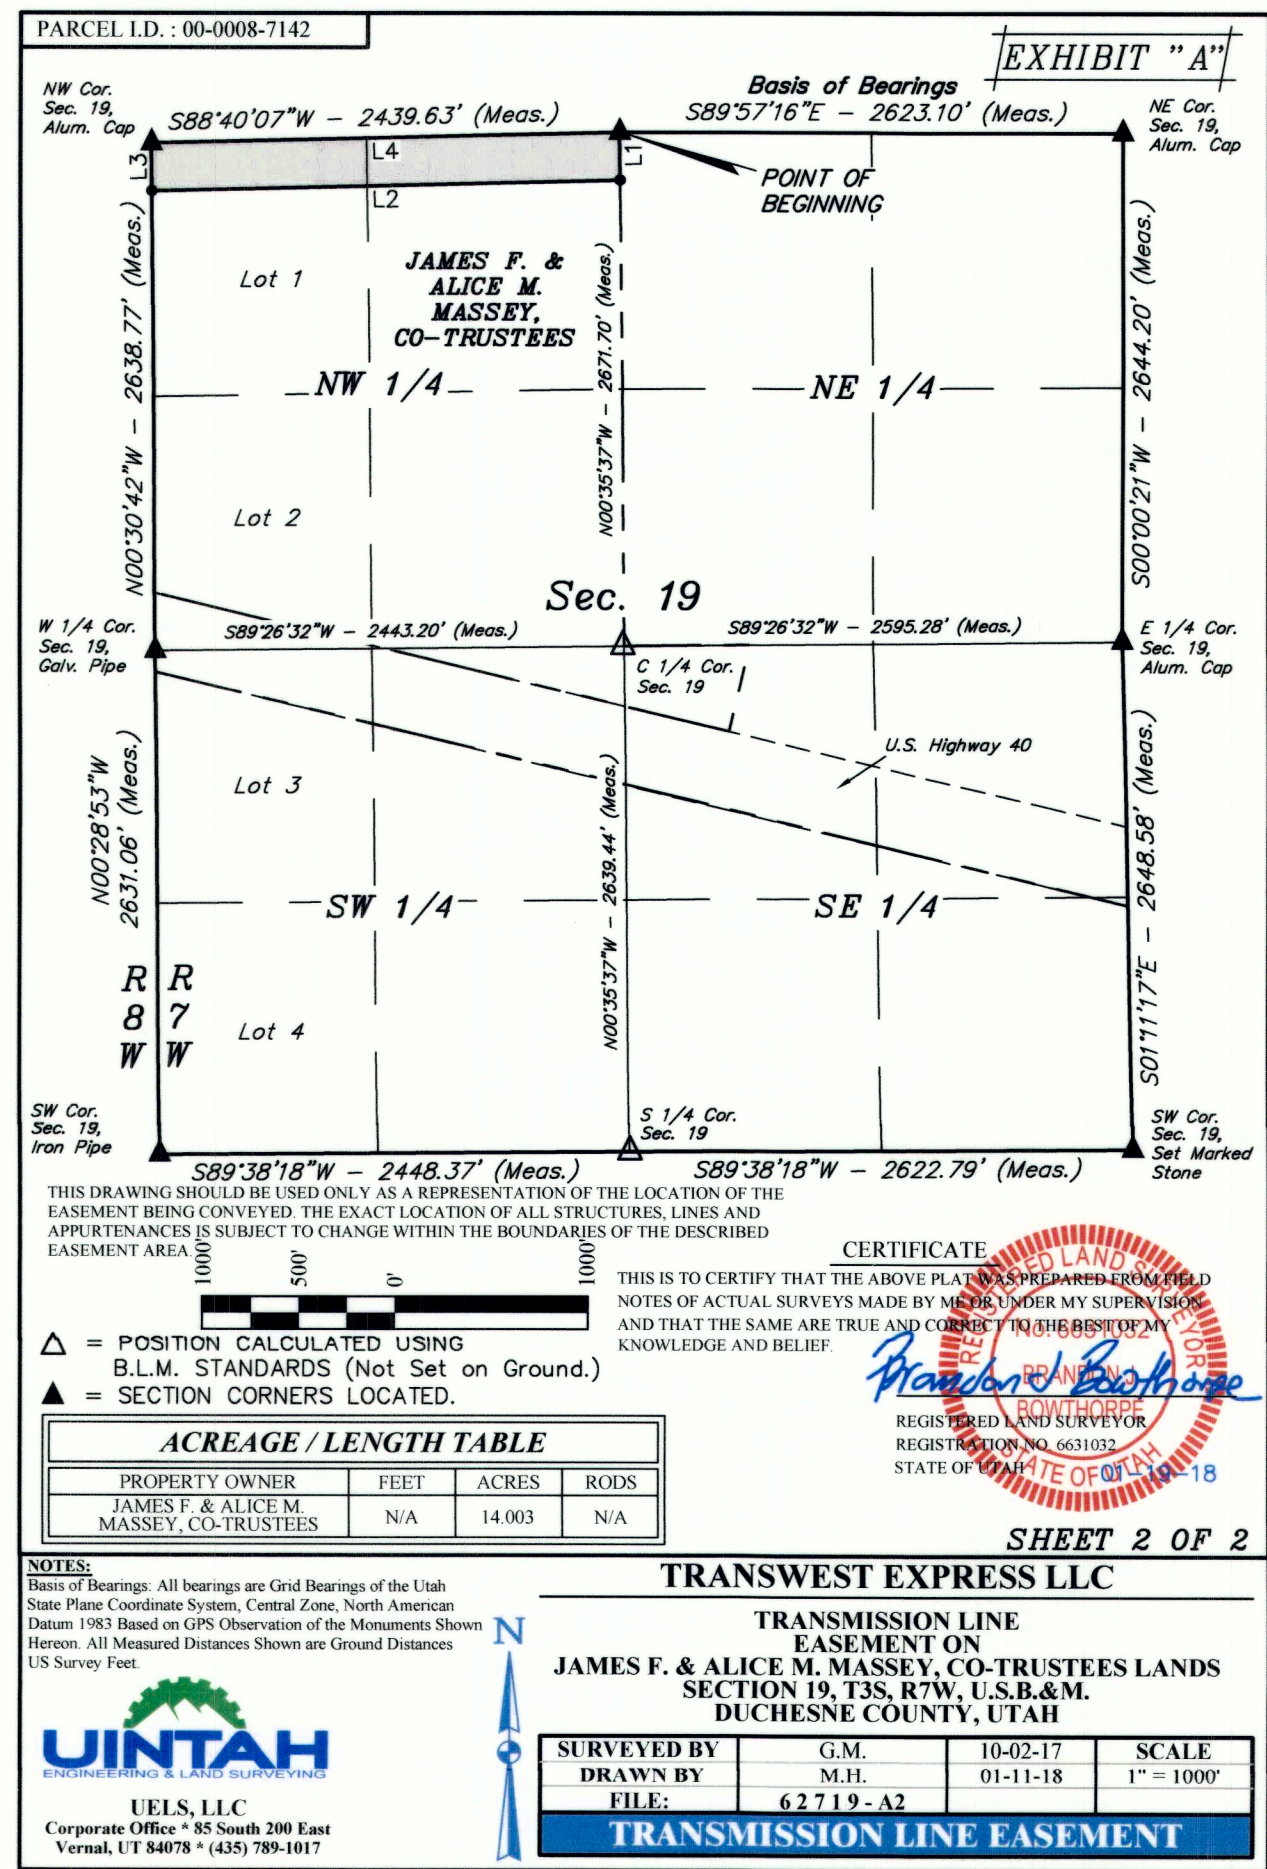 PARCEL I.D. : 00-0008-7142
EXHIBIT "A"
NW Cor.
Sec. 19,
Alum. Cap
S88°40'07"W - 2439.63' (Meas.)
Basis of Bearings
S89°57'16"E - 2623.10' (Meas.)
NE Cor.
Sec. 19,
Alum. Cap
L3
L4
L1
L2
POINT OF
BEGINNING
N00°30'42"W - 2638.77' (Meas.)
Lot 1
JAMES F. &
ALICE M.
MASSEY,
CO-TRUSTEES
N00°35'37"W - 2671.70' (Meas.)
S00°00'21"W - 2644.20' (Meas.)
NW 1/4
NE 1/4
Lot 2
Sec. 19
W 1/4 Cor.
Sec. 19,
Galv. Pipe
S89°26'32"W - 2443.20' (Meas.)
S89°26'32"W - 2595.28' (Meas.)
E 1/4 Cor.
Sec. 19,
Alum. Cap
C 1/4 Cor.
Sec. 19
U.S. Highway 40
N00°28'53"W
2631.06' (Meas.)
Lot 3
N00°35'37"W - 2639.44' (Meas.)
S01°11'17"E - 2648.58' (Meas.)
SW 1/4
SE 1/4
R R
8 7
W W
Lot 4
SW Cor.
Sec. 19,
Iron Pipe
S 1/4 Cor.
Sec. 19
SW Cor.
Sec. 19,
Set Marked
Stone
S89°38'18"W - 2448.37' (Meas.)
S89°38'18"W - 2622.79' (Meas.)
THIS DRAWING SHOULD BE USED ONLY AS A REPRESENTATION OF THE LOCATION OF THE
EASEMENT BEING CONVEYED. THE EXACT LOCATION OF ALL STRUCTURES, LINES AND
APPURTENANCES IS SUBJECT TO CHANGE WITHIN THE BOUNDARIES OF THE DESCRIBED
EASEMENT AREA.
1000' 500' 0' 1000'
CERTIFICATE
THIS IS TO CERTIFY THAT THE ABOVE PLAT WAS PREPARED FROM FIELD
NOTES OF ACTUAL SURVEYS MADE BY ME OR UNDER MY SUPERVISION
AND THAT THE SAME ARE TRUE AND CORRECT TO THE BEST OF MY
KNOWLEDGE AND BELIEF.
REGISTERED LAND SURVEYOR
No. 6631032
BRANDON J.
BOWTHORPE
STATE OF UTAH
Brandon J Bowthorpe
REGISTERED LAND SURVEYOR
REGISTRATION NO. 6631032
STATE OF UTAH
01-19-18
△ = POSITION CALCULATED USING
B.L.M. STANDARDS (Not Set on Ground.)
▲ = SECTION CORNERS LOCATED.
ACREAGE / LENGTH TABLE
PROPERTY OWNER FEET ACRES RODS
JAMES F. & ALICE M.
MASSEY, CO-TRUSTEES N/A 14.003 N/A
SHEET 2 OF 2
NOTES:
Basis of Bearings: All bearings are Grid Bearings of the Utah
State Plane Coordinate System, Central Zone, North American
Datum 1983 Based on GPS Observation of the Monuments Shown
Hereon. All Measured Distances Shown are Ground Distances
US Survey Feet.
N
UINTAH
ENGINEERING & LAND SURVEYING
UELS, LLC
Corporate Office * 85 South 200 East
Vernal, UT 84078 * (435) 789-1017
TRANSWEST EXPRESS LLC
TRANSMISSION LINE
EASEMENT ON
JAMES F. & ALICE M. MASSEY, CO-TRUSTEES LANDS
SECTION 19, T3S, R7W, U.S.B.&M.
DUCHESNE COUNTY, UTAH
SURVEYED BY G.M. 10-02-17 SCALE
DRAWN BY M.H. 01-11-18 1" = 1000'
FILE: 62719-A2
TRANSMISSION LINE EASEMENT